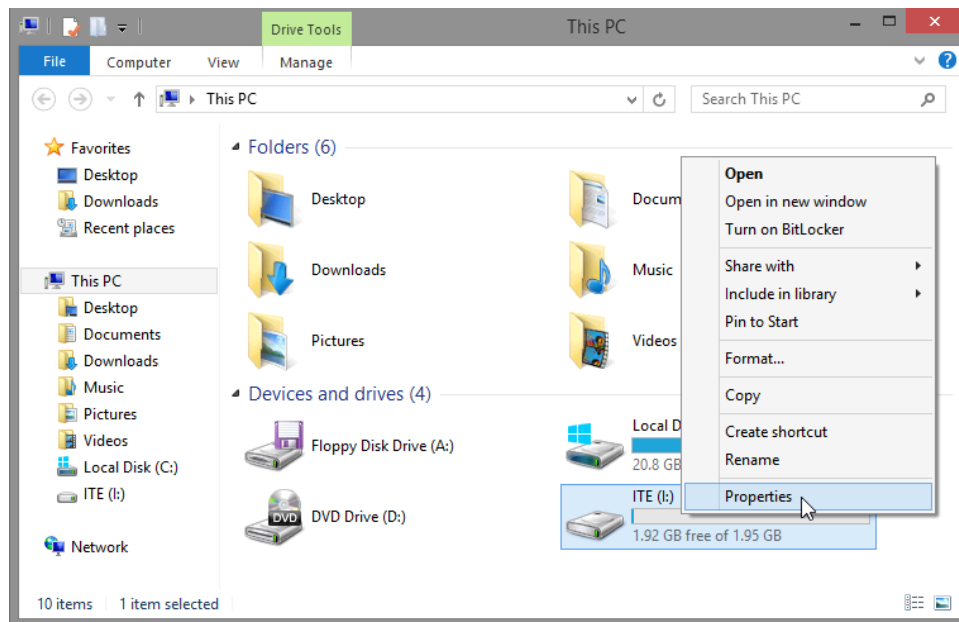 Drive Tools
This PC
File
Computer
View
Manage
This PC
Search This PC
Favorites
Desktop
Downloads
Recent places
This PC
Desktop
Documents
Downloads
Music
Pictures
Videos
Local Disk (C:)
ITE (I:)
Network
Folders (6)
Desktop
Docum
Downloads
Music
Pictures
Videos
Devices and drives (4)
Floppy Disk Drive (A:)
Local D
20.8 GB
DVD
DVD Drive (D:)
ITE (I:)
1.92 GB free of 1.95 GB
Open
Open in new window
Turn on BitLocker
Share with
Include in library
Pin to Start
Format...
Copy
Create shortcut
Rename
Properties
10 items
1 item selected